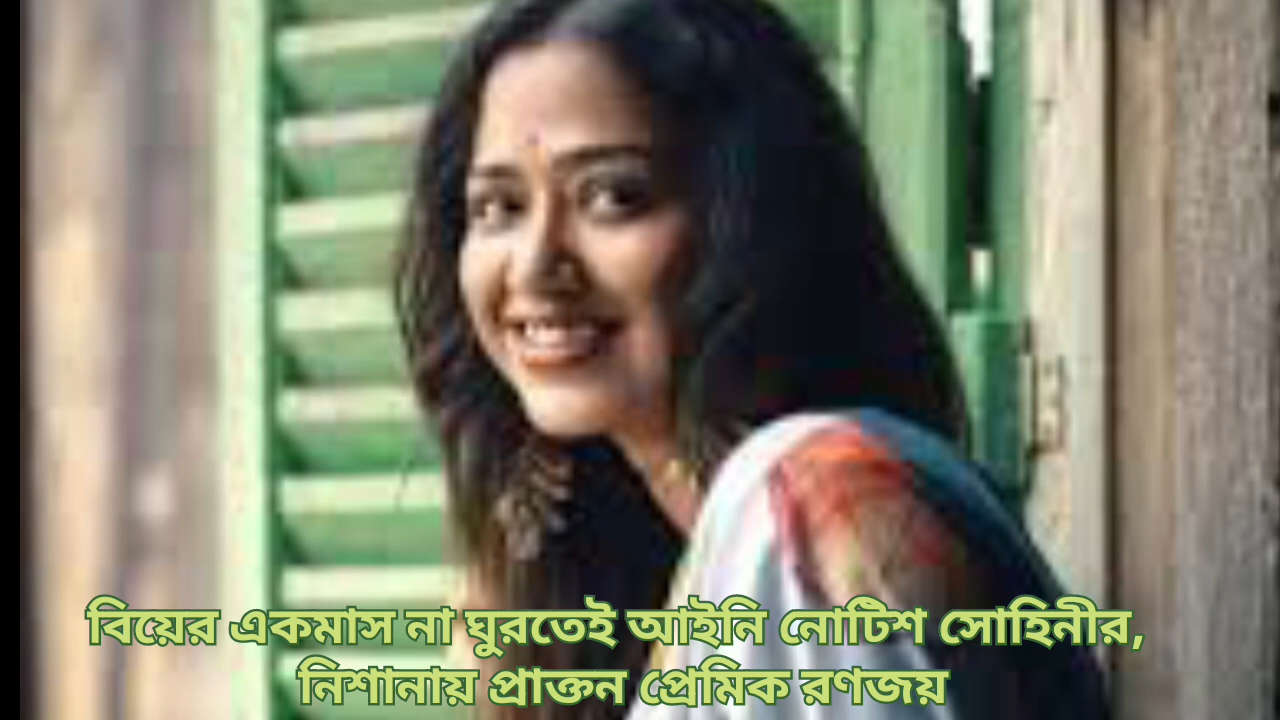 বিয়ের একমাস না ঘুরতেই আইনি নোটিশ সোহিনীর,
নিশানায় প্রাক্তন প্রেমিক রণজয়